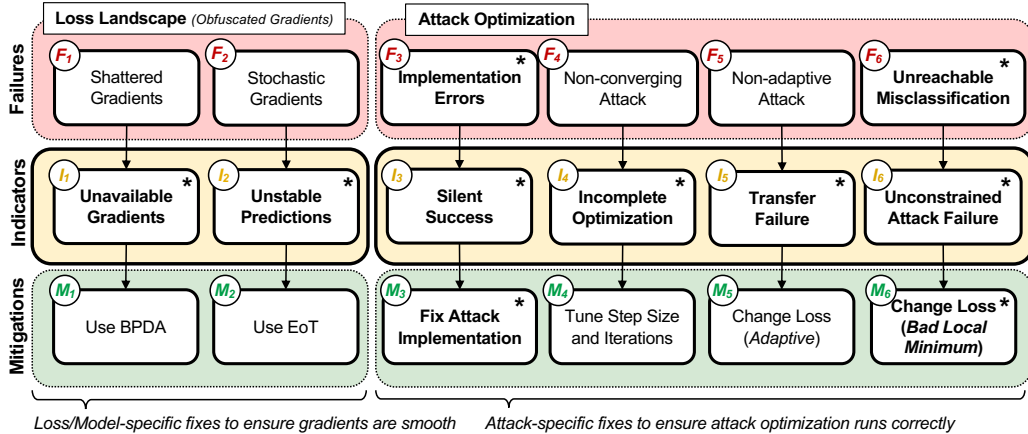 Loss Landscape (Obfuscated Gradients)
Attack Optimization
Failures
F1
Shattered
Gradients
F2
Stochastic
Gradients
F3
*
Implementation
Errors
F4
Non-converging
Attack
F5
Non-adaptive
Attack
F6
*
Unreachable
Misclassification
Indicators
I1
*
Unavailable
Gradients
I2
*
Unstable
Predictions
I3
*
Silent
Success
I4
*
Incomplete
Optimization
I5
*
Transfer
Failure
I6
*
Unconstrained
Attack Failure
Mitigations
M1
Use BPDA
M2
Use EoT
M3
*
Fix Attack
Implementation
M4
Tune Step Size
and Iterations
M5
Change Loss
(Adaptive)
M6
*
Change Loss
(Bad Local
Minimum)
Loss/Model-specific fixes to ensure gradients are smooth
Attack-specific fixes to ensure attack optimization runs correctly